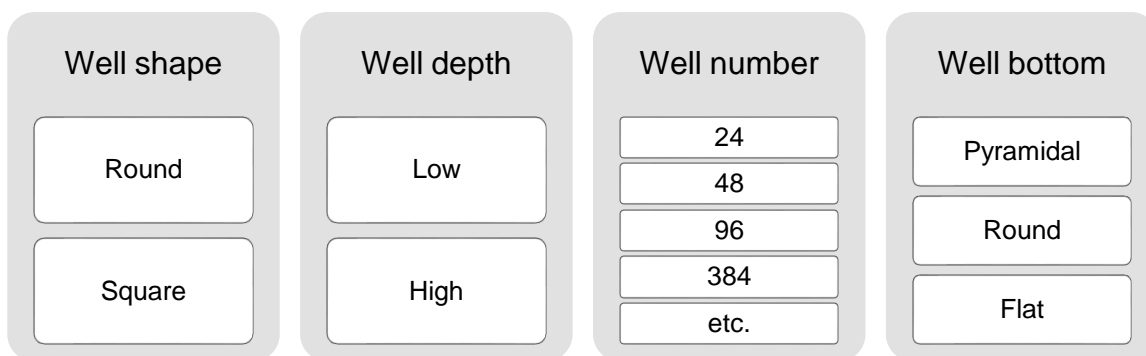 Well shape
Round
Square
Well depth
Low
High
Well number
24
48
96
384
etc.
Well bottom
Pyramidal
Round
Flat